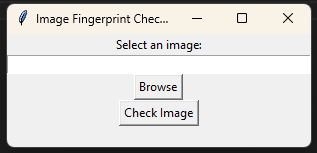 Image Fingerprint Chec...
Select an image:
Browse
Check Image